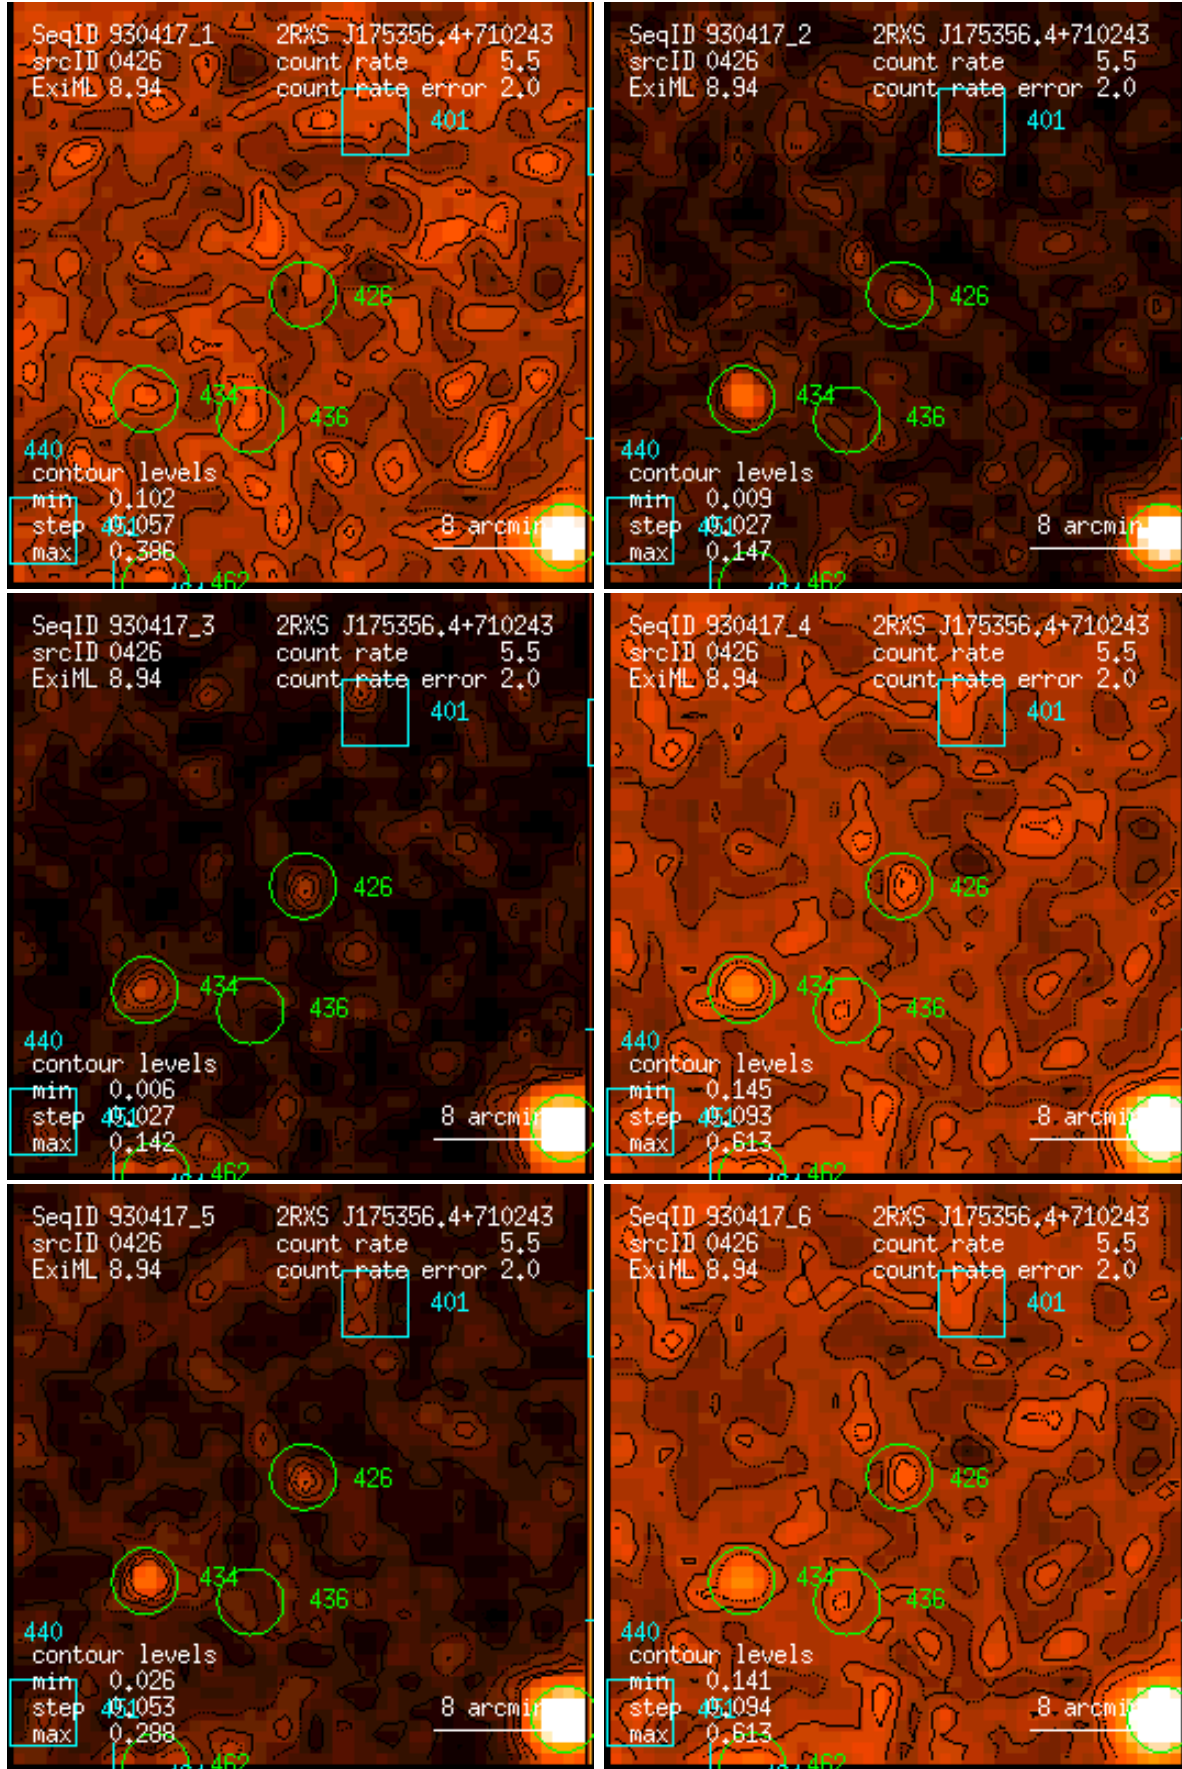 SeqID 930417_1 2RXS J175356.4+710243
srcID 0426 count rate 5.5
ExiML 8.94 count rate error 2.0
401
426
434
436
440
contour levels
min 0.102
step 0.057 451 8 arcmin
max 0.386
462
SeqID 930417_2 2RXS J175356.4+710243
srcID 0426 count rate 5.5
ExiML 8.94 count rate error 2.0
401
426
434
436
440
contour levels
min 0.009
step 0.027 451 8 arcmin
max 0.147
462
SeqID 930417_3 2RXS J175356.4+710243
srcID 0426 count rate 5.5
ExiML 8.94 count rate error 2.0
401
426
434
436
440
contour levels
min 0.006
step 0.027 451 8 arcmin
max 0.142
462
SeqID 930417_4 2RXS J175356.4+710243
srcID 0426 count rate 5.5
ExiML 8.94 count rate error 2.0
401
426
434
436
440
contour levels
min 0.145
step 0.093 451 8 arcmin
max 0.613
462
SeqID 930417_5 2RXS J175356.4+710243
srcID 0426 count rate 5.5
ExiML 8.94 count rate error 2.0
401
426
434
436
440
contour levels
min 0.026
step 0.053 451 8 arcmin
max 0.288
462
SeqID 930417_6 2RXS J175356.4+710243
srcID 0426 count rate 5.5
ExiML 8.94 count rate error 2.0
401
426
434
436
440
contour levels
min 0.141
step 0.094 451 8 arcmin
max 0.613
462